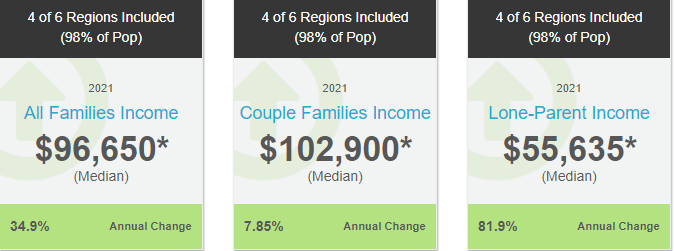 4 of 6 Regions Included
(98% of Pop)
2021
All Families Income
$96,650*
(Median)
34.9% Annual Change
4 of 6 Regions Included
(98% of Pop)
2021
Couple Families Income
$102,900*
(Median)
7.85% Annual Change
4 of 6 Regions Included
(98% of Pop)
2021
Lone-Parent Income
$55,635*
(Median)
81.9% Annual Change